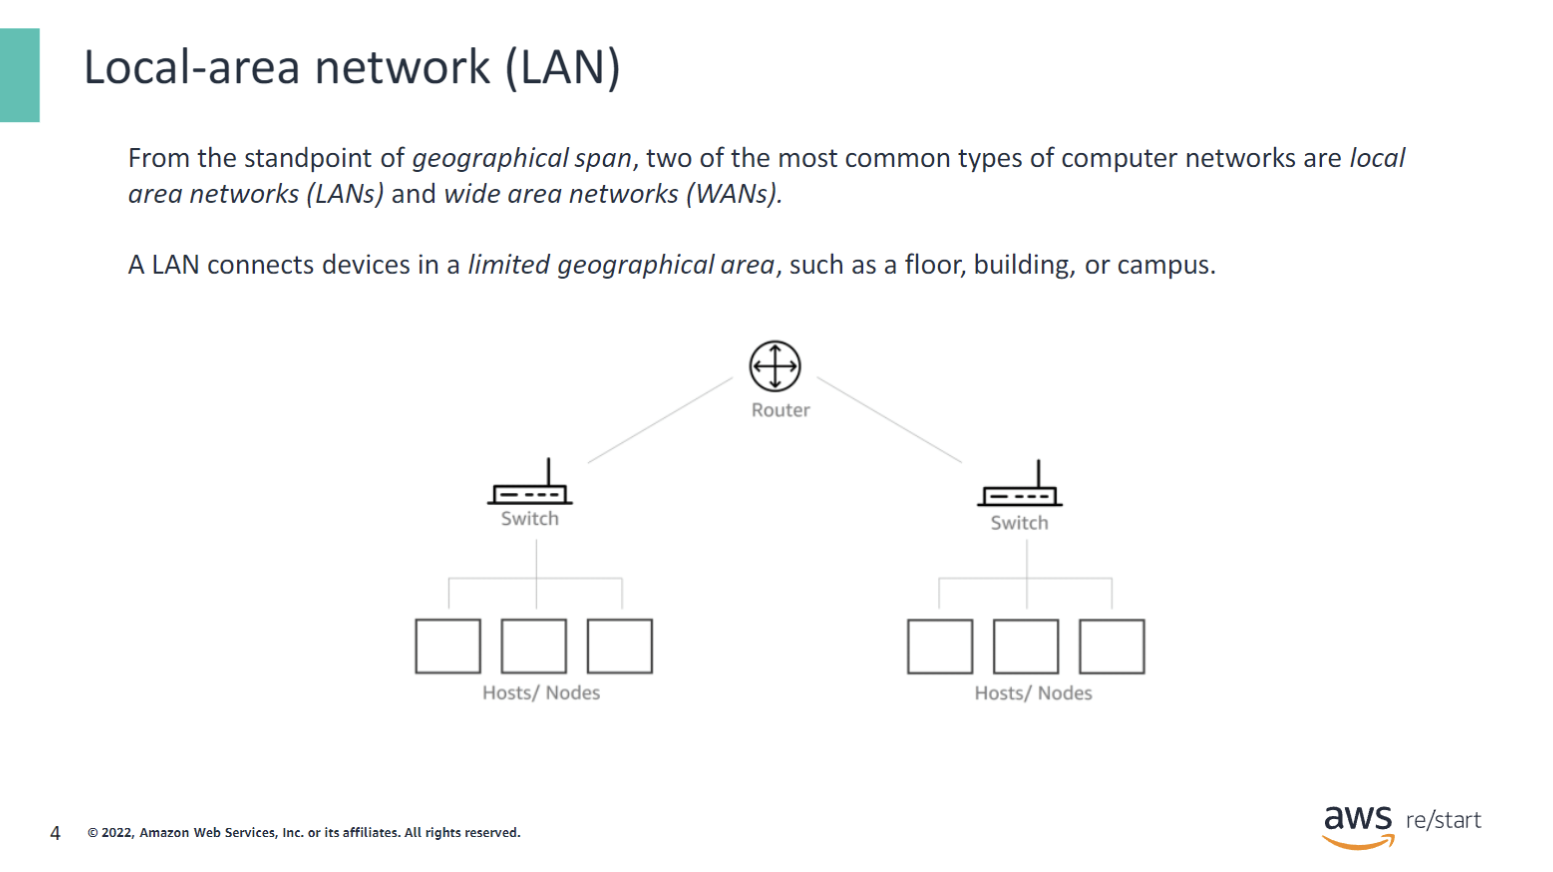 Local-area network (LAN)
From the standpoint of geographical span, two of the most common types of computer networks are local
area networks (LANs) and wide area networks (WANs).
A LAN connects devices in a limited geographical area, such as a floor, building, or campus.
Router
Switch
Switch
Hosts/ Nodes
Hosts/ Nodes
4
© 2022, Amazon Web Services, Inc. or its affiliates. All rights reserved.
aws re/start